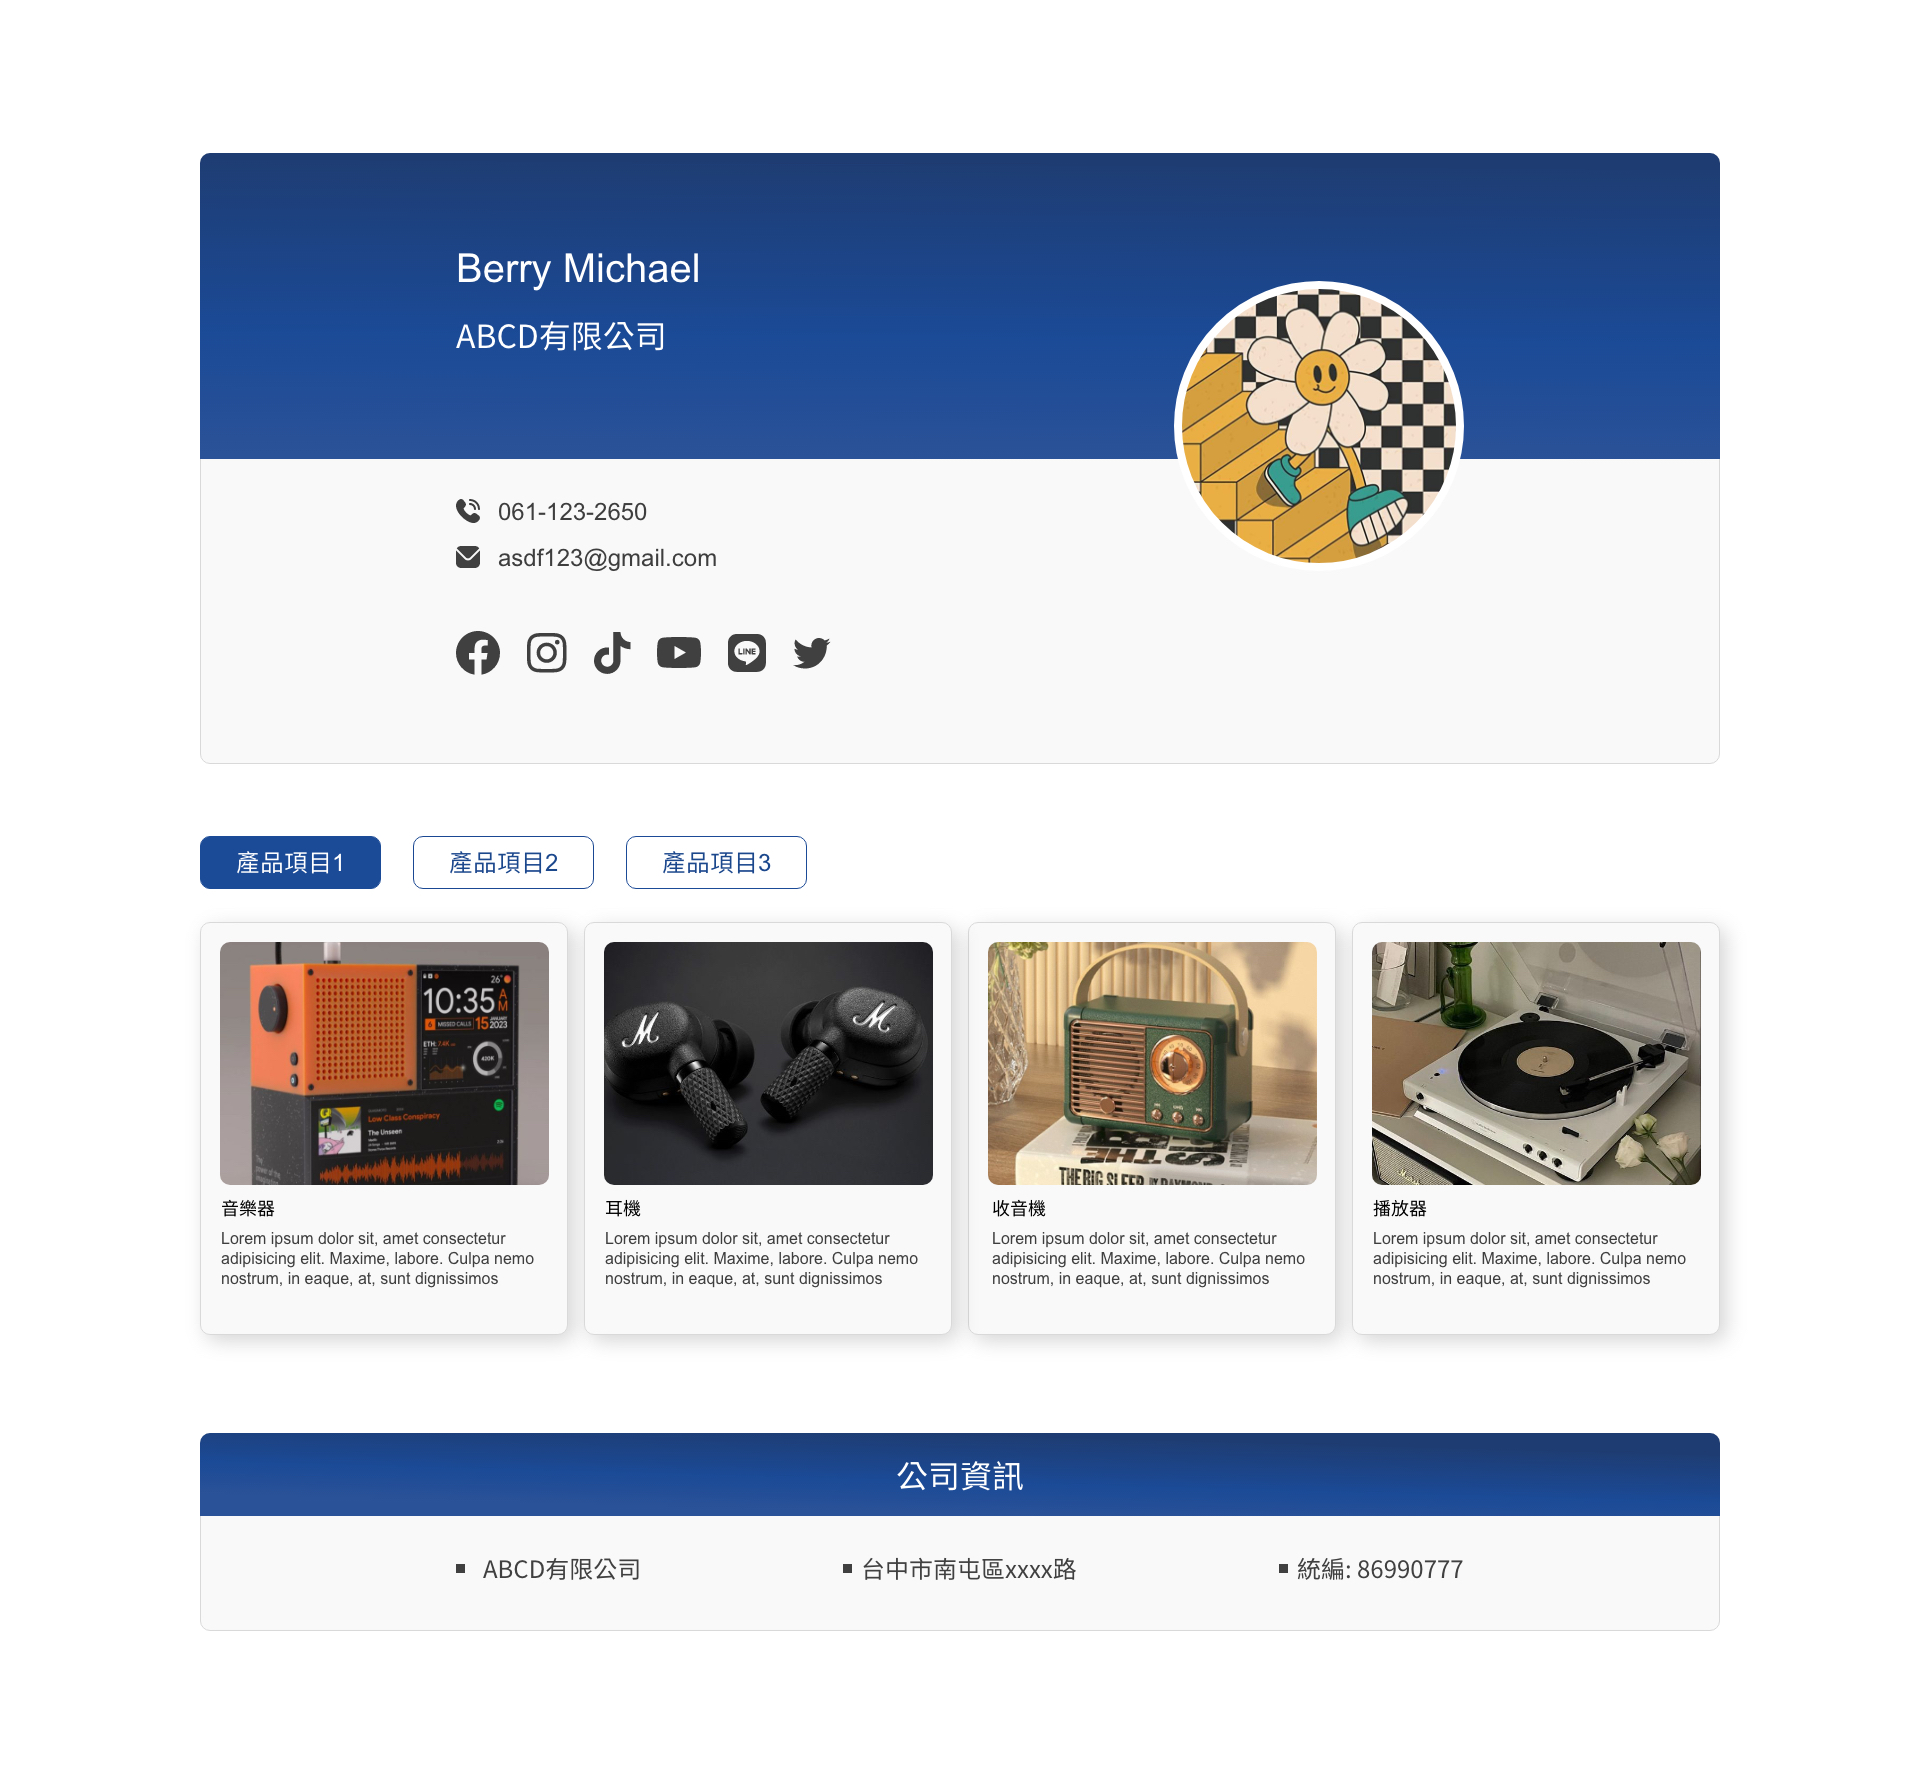 Berry Michael
ABCD有限公司
061-123-2650
asdf123@gmail.com
LINE
產品項目1
產品項目2
產品項目3
26°
10:35 AM
6 MISSED CALLS 15 JANUARY 2023
ETH: 7.4K
420K
Low Class Conspiracy
The Unseen
M
M
THE BIG SLEEP BY RAYMOND
音樂器
Lorem ipsum dolor sit, amet consectetur
adipisicing elit. Maxime, labore. Culpa nemo
nostrum, in eaque, at, sunt dignissimos
耳機
Lorem ipsum dolor sit, amet consectetur
adipisicing elit. Maxime, labore. Culpa nemo
nostrum, in eaque, at, sunt dignissimos
收音機
Lorem ipsum dolor sit, amet consectetur
adipisicing elit. Maxime, labore. Culpa nemo
nostrum, in eaque, at, sunt dignissimos
播放器
Lorem ipsum dolor sit, amet consectetur
adipisicing elit. Maxime, labore. Culpa nemo
nostrum, in eaque, at, sunt dignissimos
公司資訊
ABCD有限公司
台中市南屯區xxxx路
統編: 86990777